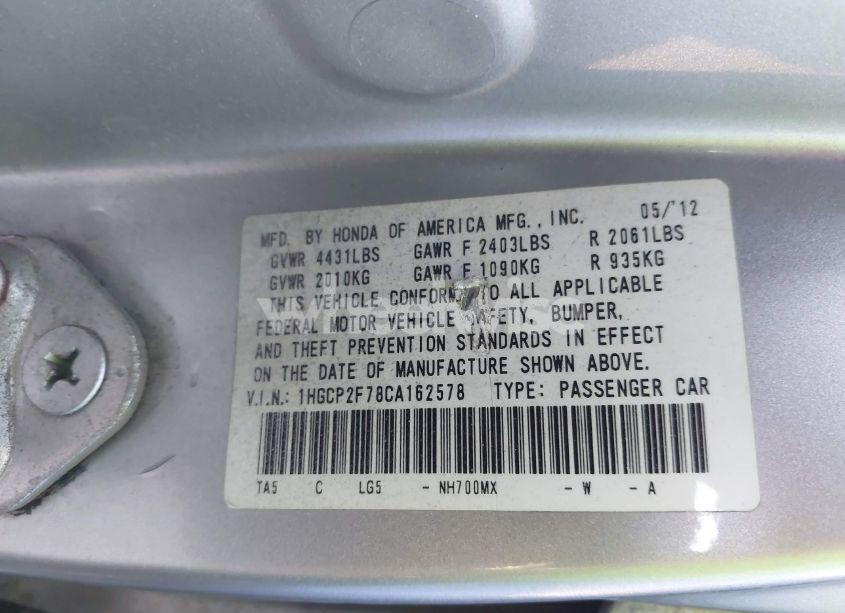 MFD. BY HONDA OF AMERICA MFG., INC. 05/'12
GVWR 4431LBS GAWR F 2403LBS R 2061LBS
GVWR 2010KG GAWR F 1090KG R 935KG
THIS VEHICLE CONFORM TO ALL APPLICABLE
FEDERAL MOTOR VEHICLE SAFETY, BUMPER,
AND THEFT PREVENTION STANDARDS IN EFFECT
ON THE DATE OF MANUFACTURE SHOWN ABOVE.
V.I.N.: 1HGCP2F78CA162578 TYPE: PASSENGER CAR
TA5 C LG5 - NH700MX - W - A